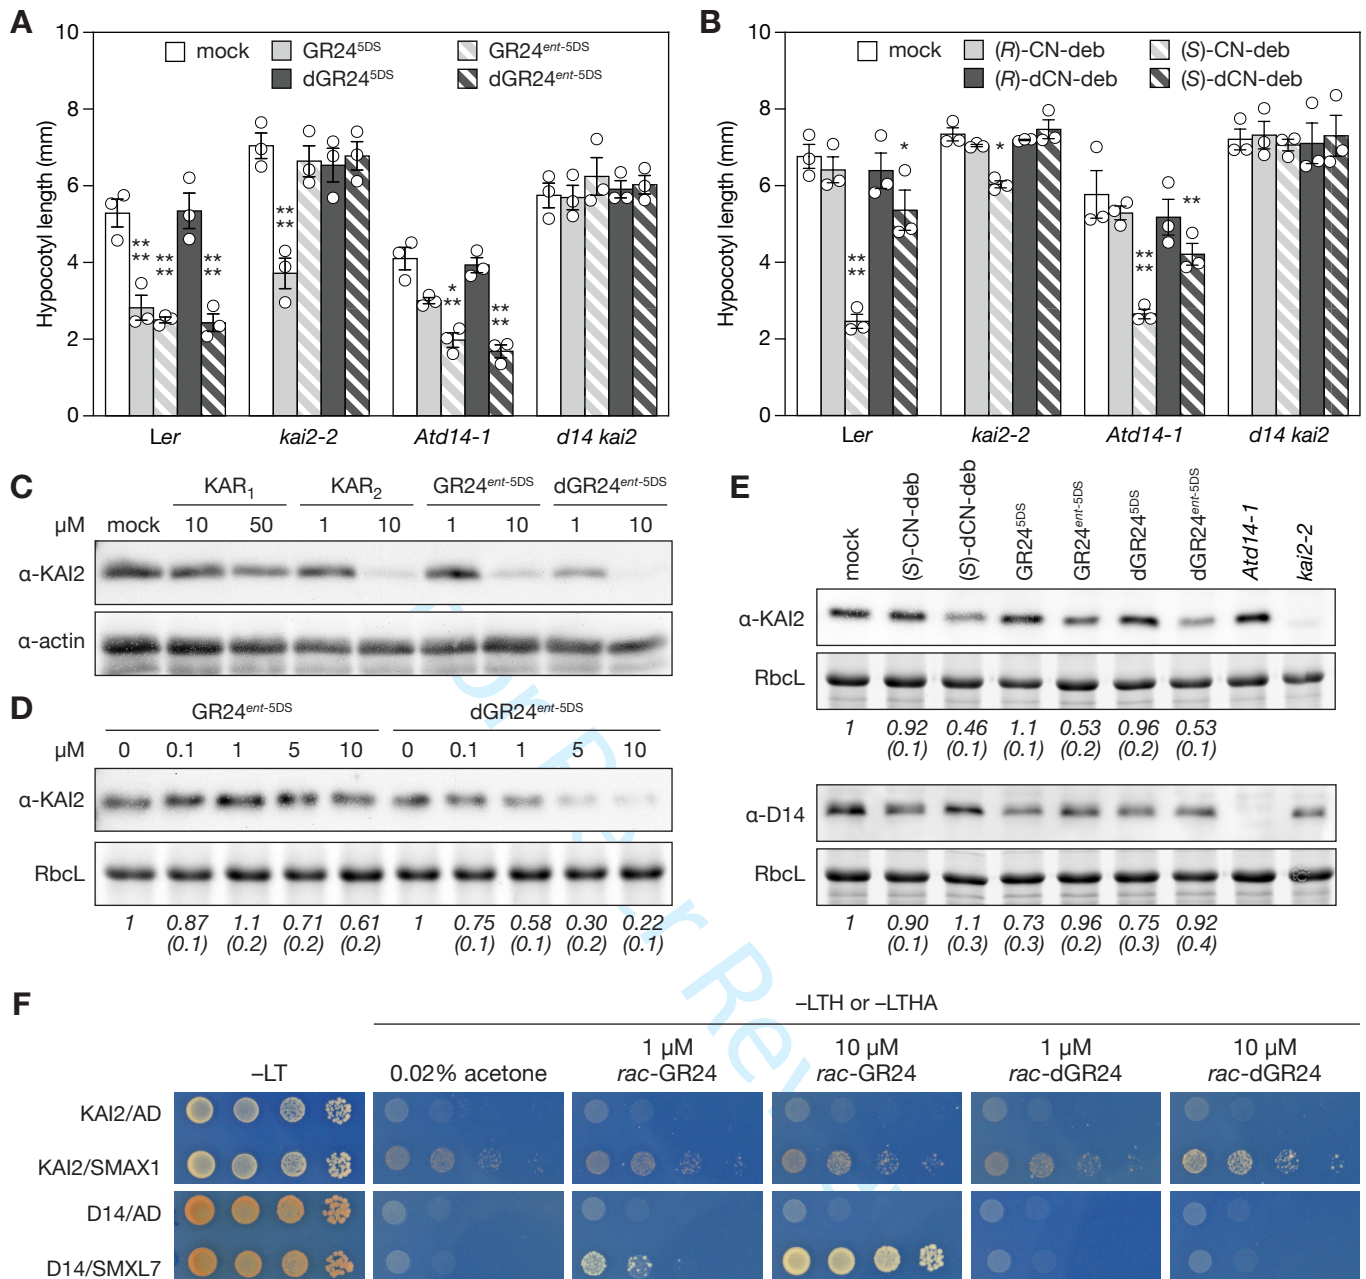 A
B
10
8
6
4
2
0
Hypocotyl length (mm)
mock
GR24^5DS
GR24^ent-5DS
dGR24^5DS
dGR24^ent-5DS
** ** ** ** ** ** ** ** * ** ** **
Ler kai2-2 Atd14-1 d14 kai2
10
8
6
4
2
0
Hypocotyl length (mm)
mock
(R)-CN-deb
(S)-CN-deb
(R)-dCN-deb
(S)-dCN-deb
** ** * * ** ** **
Ler kai2-2 Atd14-1 d14 kai2
C
KAR₁ KAR₂ GR24^ent-5DS dGR24^ent-5DS
µM mock 10 50 1 10 1 10 1 10
α-KAI2
α-actin
D
GR24^ent-5DS dGR24^ent-5DS
µM 0 0.1 1 5 10 0 0.1 1 5 10
α-KAI2
RbcL
1 0.87 1.1 0.71 0.61 1 0.75 0.58 0.30 0.22
(0.1) (0.2) (0.2) (0.2) (0.1) (0.1) (0.2) (0.1)
E
mock (S)-CN-deb (S)-dCN-deb GR24^5DS GR24^ent-5DS dGR24^5DS dGR24^ent-5DS Atd14-1 kai2-2
α-KAI2
RbcL
1 0.92 0.46 1.1 0.53 0.96 0.53
(0.1) (0.1) (0.1) (0.2) (0.2) (0.1)
α-D14
RbcL
1 0.90 1.1 0.73 0.96 0.75 0.92
(0.1) (0.3) (0.3) (0.2) (0.3) (0.4)
F
–LTH or –LTHA
1 µM 10 µM 1 µM 10 µM
–LT 0.02% acetone rac-GR24 rac-GR24 rac-dGR24 rac-dGR24
KAI2/AD
KAI2/SMAX1
D14/AD
D14/SMXL7